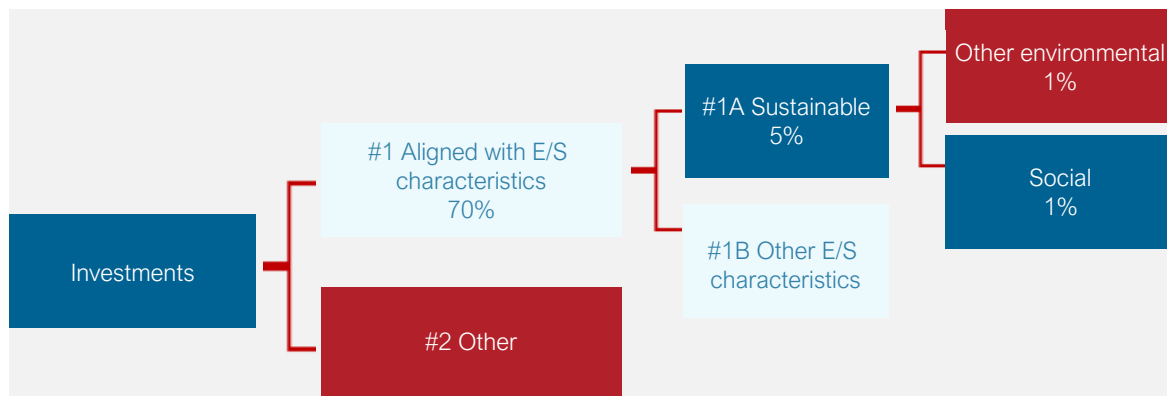 Investments
#1 Aligned with E/S
characteristics
70%
#2 Other
#1A Sustainable
5%
#1B Other E/S
characteristics
Other environmental
1%
Social
1%